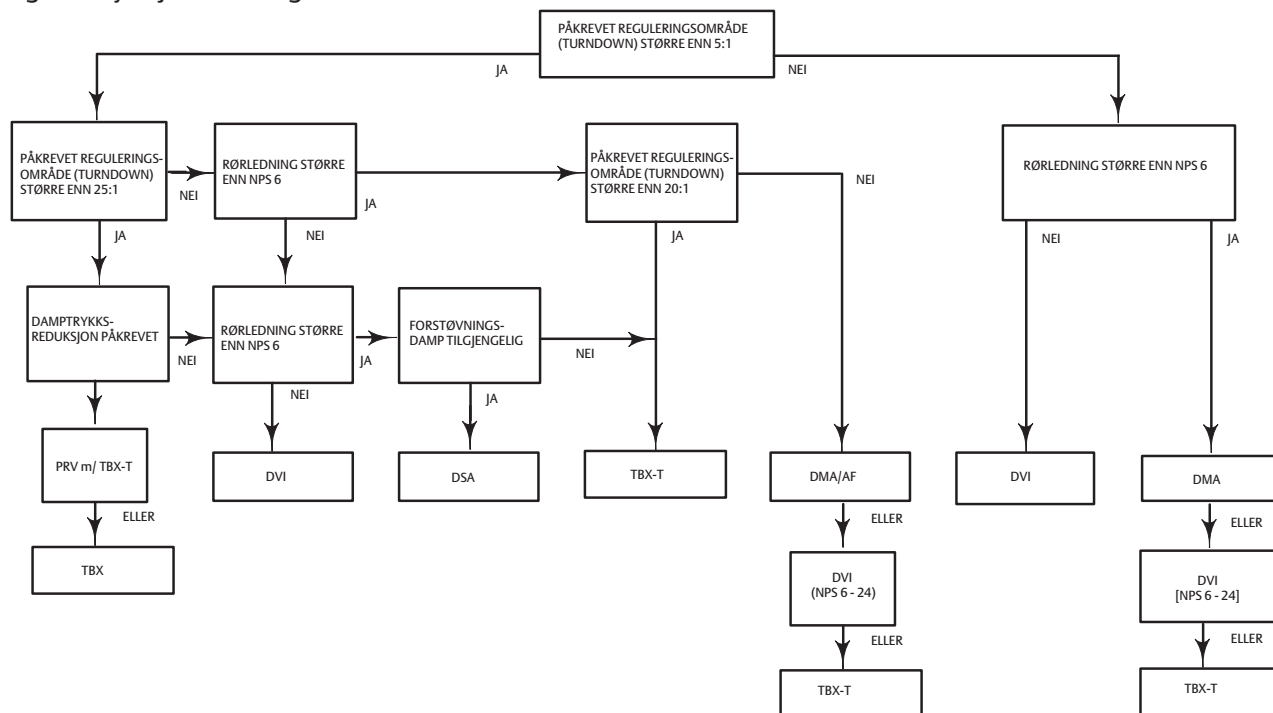 PÅKREVET REGULERINGSOMRÅDE
(TURNDOWN) STØRRE ENN 5:1
JA
NEI
PÅKREVET REGULERINGS-
OMRÅDE (TURNDOWN)
STØRRE ENN 25:1
NEI
RØRLEDNING STØRRE
ENN NPS 6
JA
PÅKREVET REGULERINGS-
OMRÅDE (TURNDOWN)
STØRRE ENN 20:1
NEI
RØRLEDNING STØRRE ENN NPS 6
JA
NEI
JA
NEI
JA
DAMPTRYKKS-
REDUKSJON PÅKREVET
NEI
RØRLEDNING STØRRE
ENN NPS 6
JA
FORSTØVNINGS-
DAMP TILGJENGELIG
NEI
NEI
JA
PRV m/ TBX-T
DVI
DSA
TBX-T
DMA/AF
DVI
DMA
ELLER
ELLER
ELLER
TBX
DVI
(NPS 6 - 24)
DVI
[NPS 6 - 24]
ELLER
ELLER
TBX-T
TBX-T